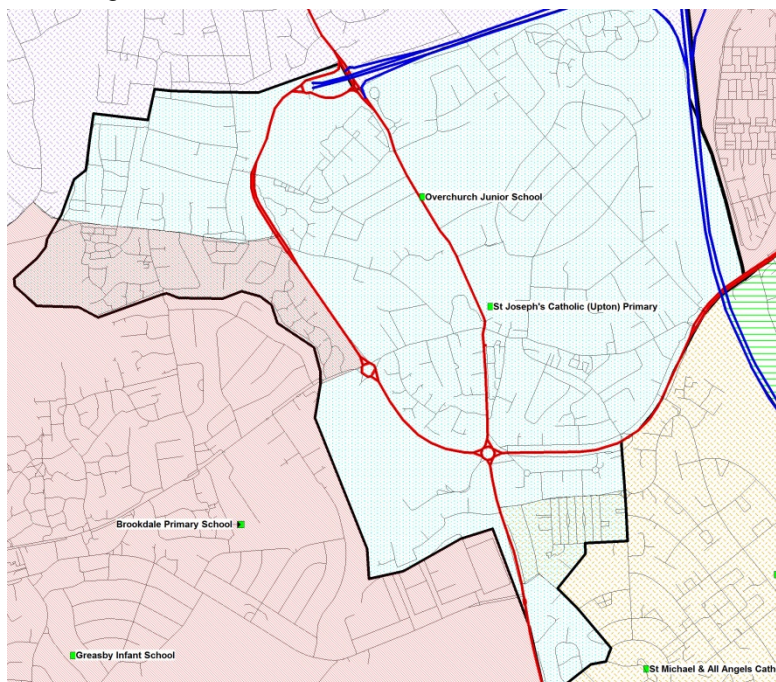 Overchurch Junior School
St Joseph's Catholic (Upton) Primary
Brookdale Primary School
Greasby Infant School
St Michael & All Angels Cath